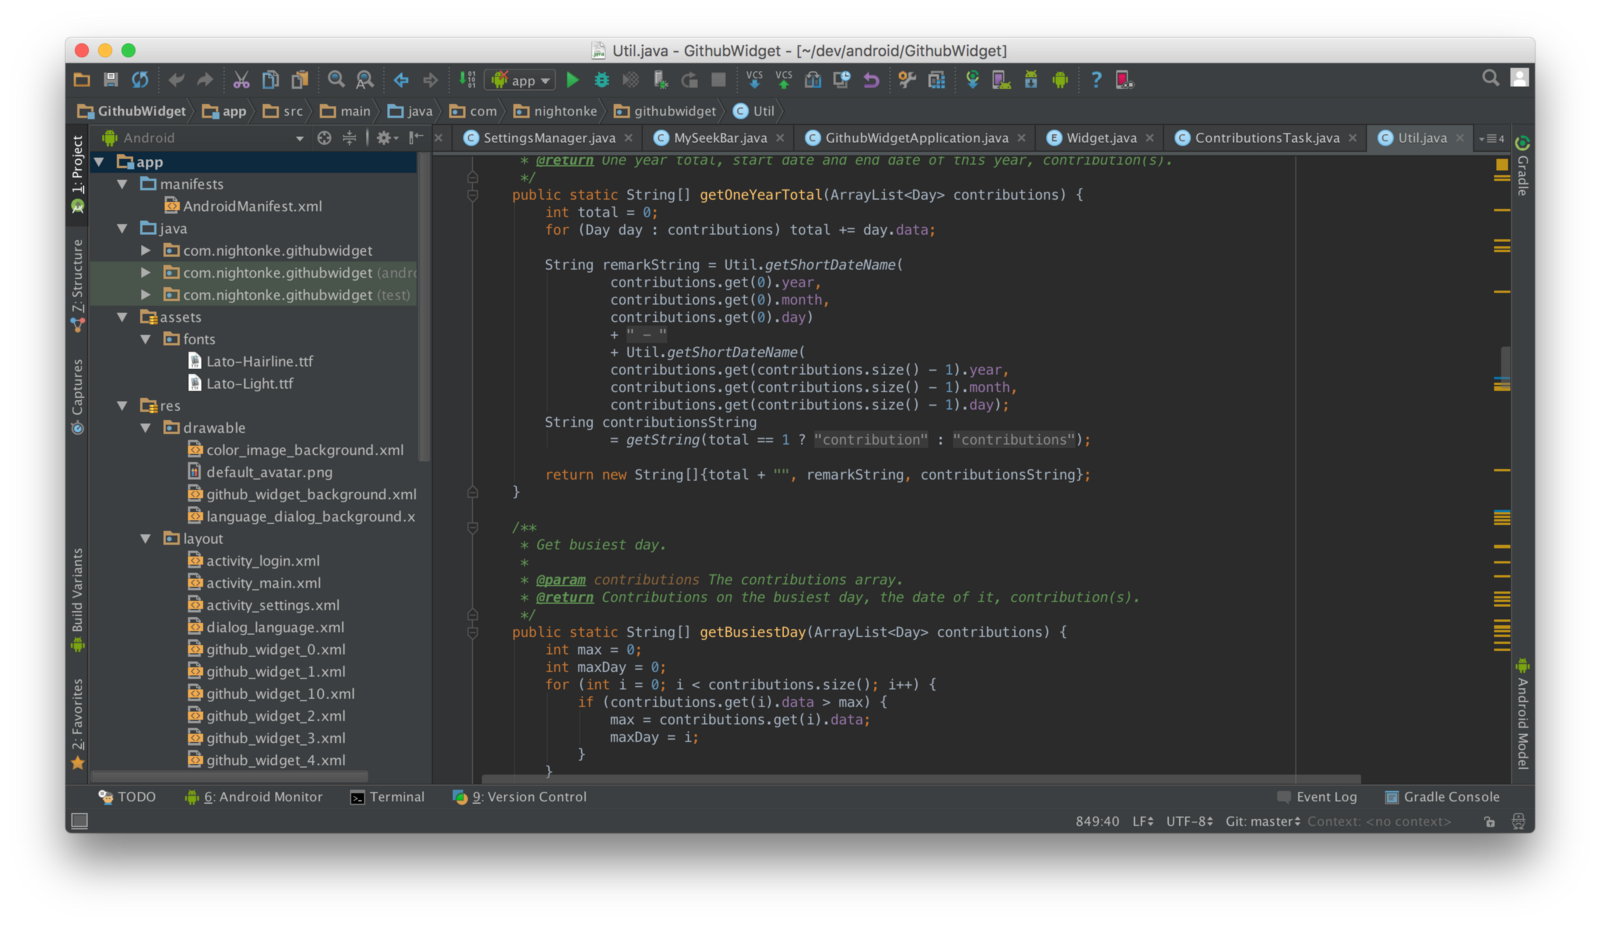 Util.java - GithubWidget - [~/dev/android/GithubWidget]
app
VCS VCS
?
GithubWidget app src main java com nightonke githubwidget Util
Android
SettingsManager.java MySeekBar.java GithubWidgetApplication.java Widget.java ContributionsTask.java Util.java 4
1: Project
Z: Structure
Captures
Build Variants
2: Favorites
app
manifests
AndroidManifest.xml
java
com.nightonke.githubwidget
com.nightonke.githubwidget (andro
com.nightonke.githubwidget (test)
assets
fonts
Lato-Hairline.ttf
Lato-Light.ttf
res
drawable
color_image_background.xml
default_avatar.png
github_widget_background.xml
language_dialog_background.x
layout
activity_login.xml
activity_main.xml
activity_settings.xml
dialog_language.xml
github_widget_0.xml
github_widget_1.xml
github_widget_10.xml
github_widget_2.xml
github_widget_3.xml
github_widget_4.xml
* @return One year total, start date and end date of this year, contribution(s).
*/
public static String[] getOneYearTotal(ArrayList<Day> contributions) {
int total = 0;
for (Day day : contributions) total += day.data;
String remarkString = Util.getShortDateName(
contributions.get(0).year,
contributions.get(0).month,
contributions.get(0).day)
+ " - "
+ Util.getShortDateName(
contributions.get(contributions.size() - 1).year,
contributions.get(contributions.size() - 1).month,
contributions.get(contributions.size() - 1).day);
String contributionsString
= getString(total == 1 ? "contribution" : "contributions");
return new String[]{total + "", remarkString, contributionsString};
}
/**
* Get busiest day.
*
* @param contributions The contributions array.
* @return Contributions on the busiest day, the date of it, contribution(s).
*/
public static String[] getBusiestDay(ArrayList<Day> contributions) {
int max = 0;
int maxDay = 0;
for (int i = 0; i < contributions.size(); i++) {
if (contributions.get(i).data > max) {
max = contributions.get(i).data;
maxDay = i;
}
}
Gradle
Android Model
TODO 6: Android Monitor Terminal 9: Version Control Event Log Gradle Console
849:40 LF UTF-8 Git: master Context: <no context>